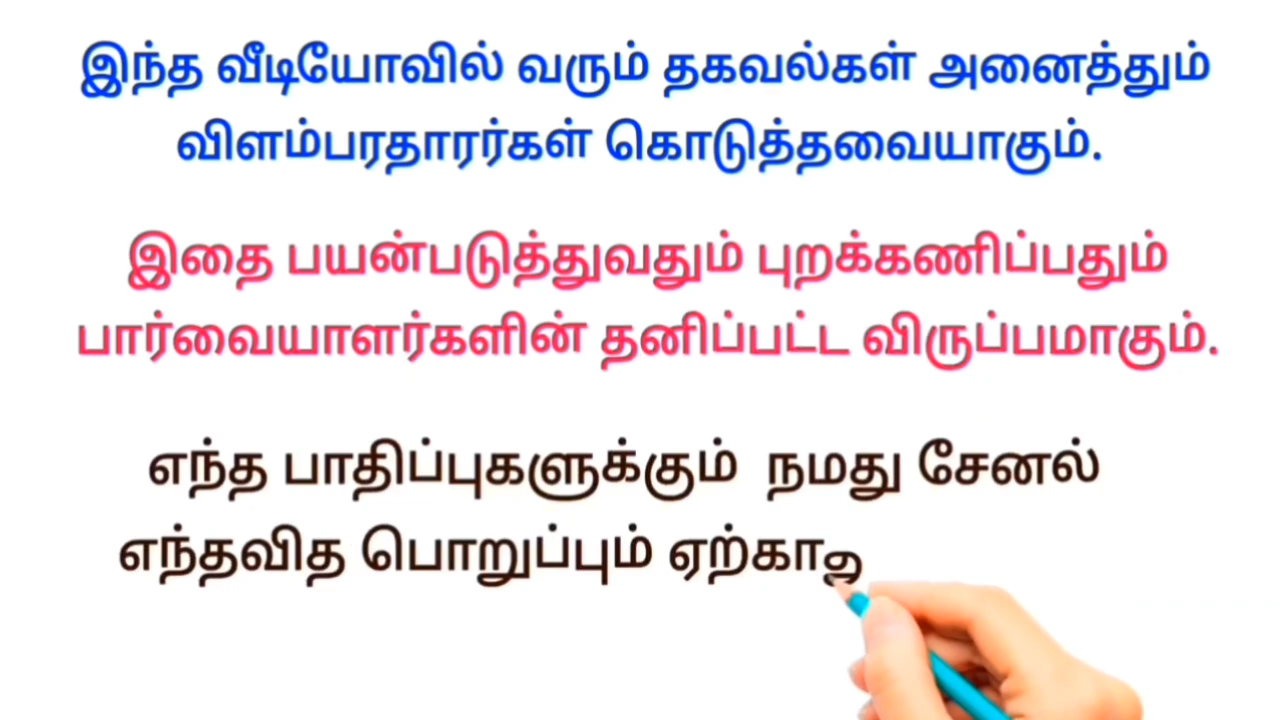 இந்த வீடியோவில் வரும் தகவல்கள் அனைத்தும்
விளம்பரதாரர்கள் கொடுத்தவையாகும்.
இதை பயன்படுத்துவதும் புறக்கணிப்பதும்
பார்வையாளர்களின் தனிப்பட்ட விருப்பமாகும்.
எந்த பாதிப்புகளுக்கும் நமது சேனல்
எந்தவித பொறுப்பும்